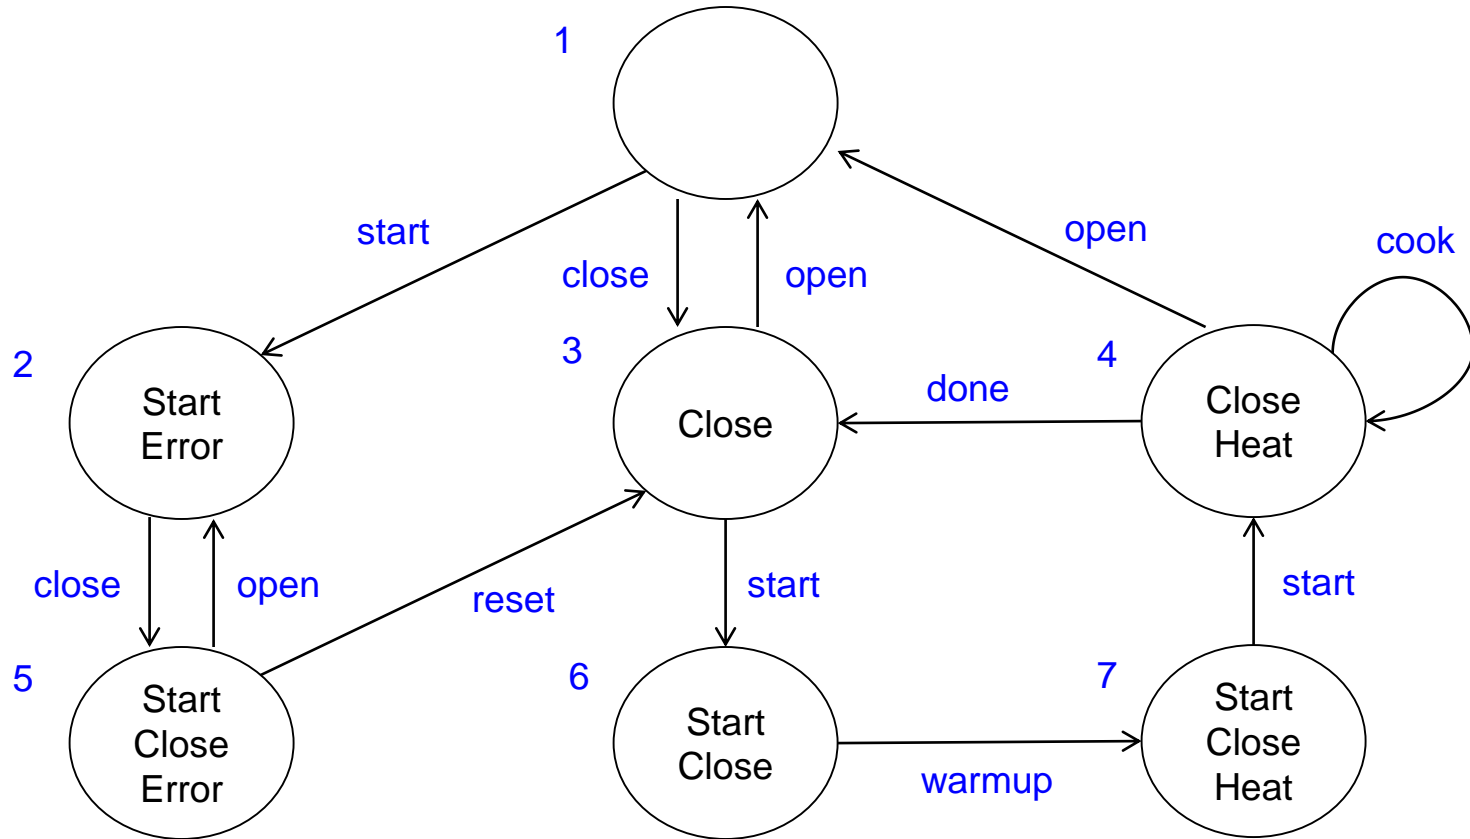 1
start
close
open
open
cook
2
3
4
Start
Error
Close
done
Close
Heat
close
open
reset
start
start
5
6
7
Start
Close
Error
Start
Close
warmup
Start
Close
Heat